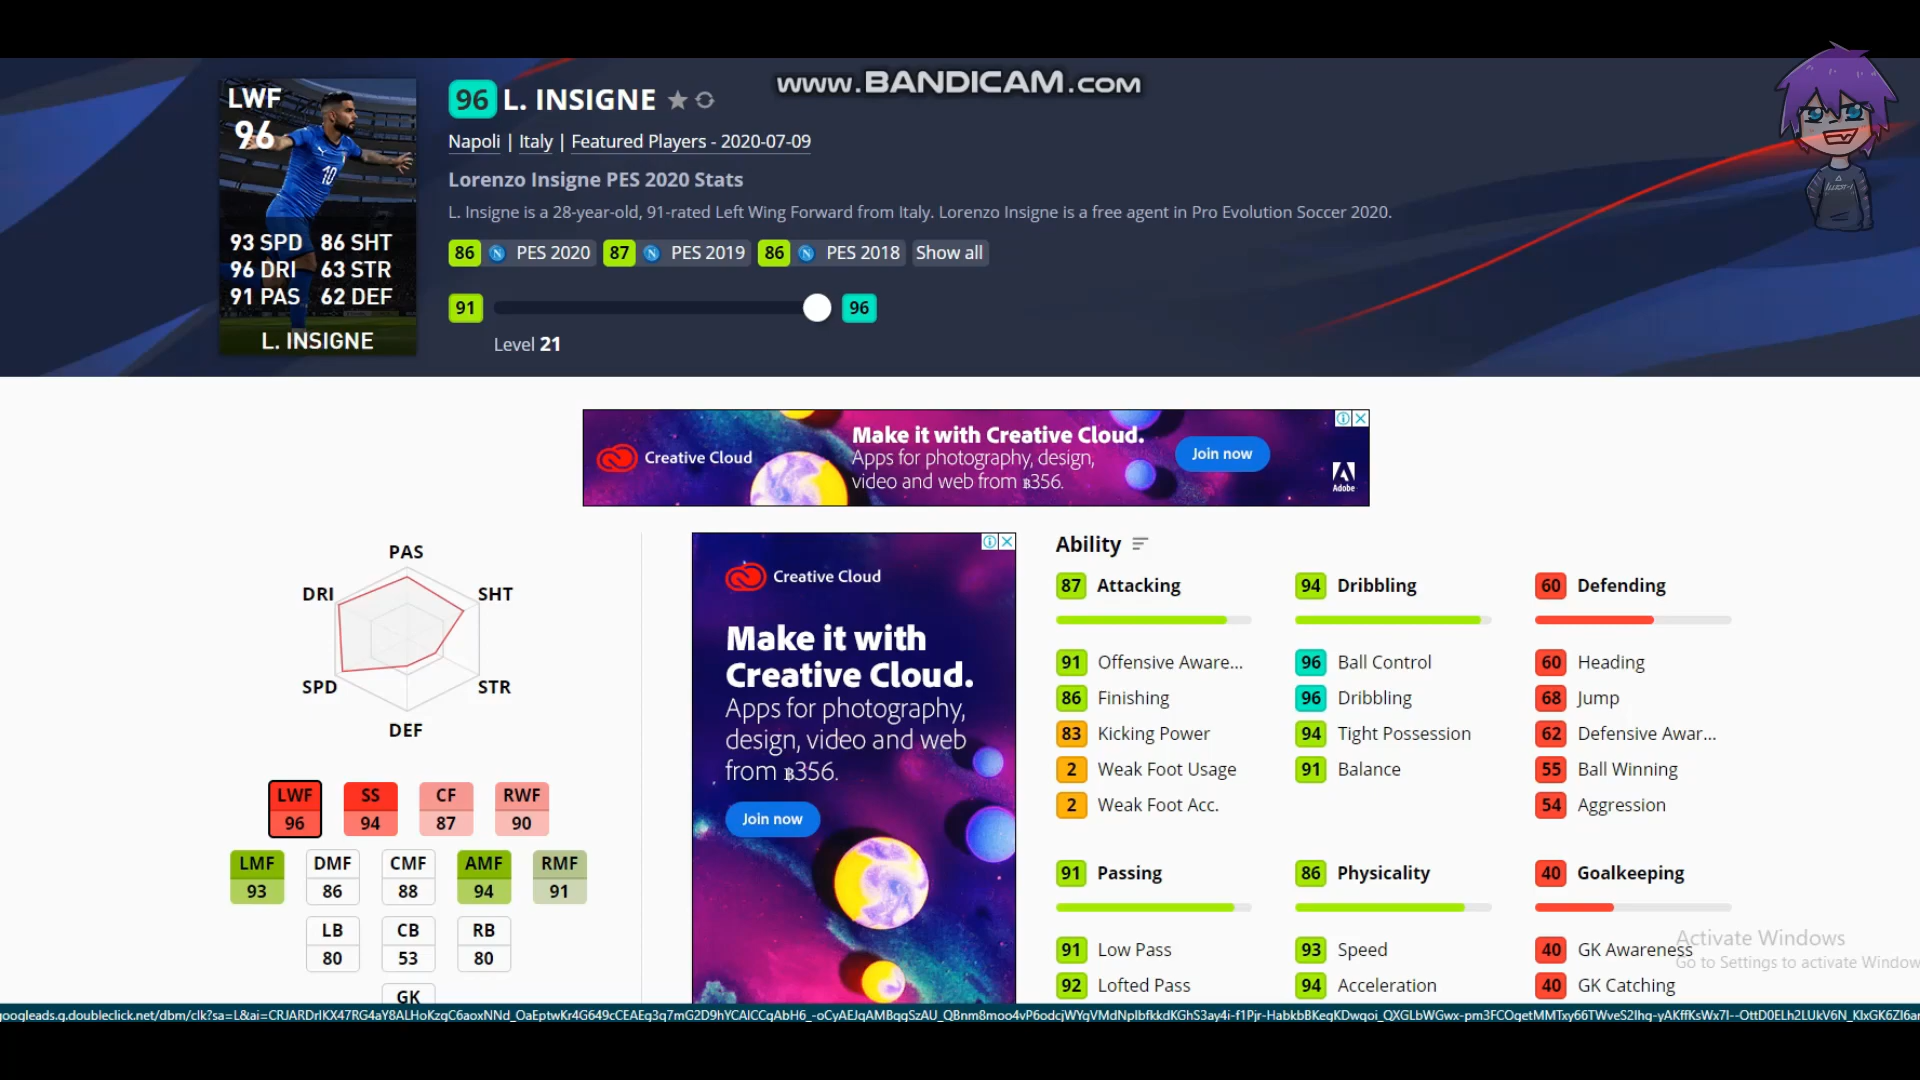 www.BANDICAM.com
LWF
96
93 SPD 86 SHT
96 DRI 63 STR
91 PAS 62 DEF
L. INSIGNE
96 L. INSIGNE
Napoli | Italy | Featured Players - 2020-07-09
Lorenzo Insigne PES 2020 Stats
L. Insigne is a 28-year-old, 91-rated Left Wing Forward from Italy. Lorenzo Insigne is a free agent in Pro Evolution Soccer 2020.
86 PES 2020 87 PES 2019 86 PES 2018 Show all
91 96
Level 21
Creative Cloud
Make it with Creative Cloud.
Apps for photography, design,
video and web from ฿356.
Join now
Adobe
PAS
DRI SHT
SPD STR
DEF
LWF SS CF RWF
96 94 87 90
LMF DMF CMF AMF RMF
93 86 88 94 91
LB CB RB
80 53 80
GK
Creative Cloud
Make it with
Creative Cloud.
Apps for photography,
design, video and web
from ฿356.
Join now
Ability
87 Attacking
91 Offensive Aware...
86 Finishing
83 Kicking Power
2 Weak Foot Usage
2 Weak Foot Acc.
94 Dribbling
96 Ball Control
96 Dribbling
94 Tight Possession
91 Balance
60 Defending
60 Heading
68 Jump
62 Defensive Awar...
55 Ball Winning
54 Aggression
91 Passing
91 Low Pass
92 Lofted Pass
86 Physicality
93 Speed
94 Acceleration
40 Goalkeeping
40 GK Awareness
40 GK Catching
Activate Windows
Go to Settings to activate Window